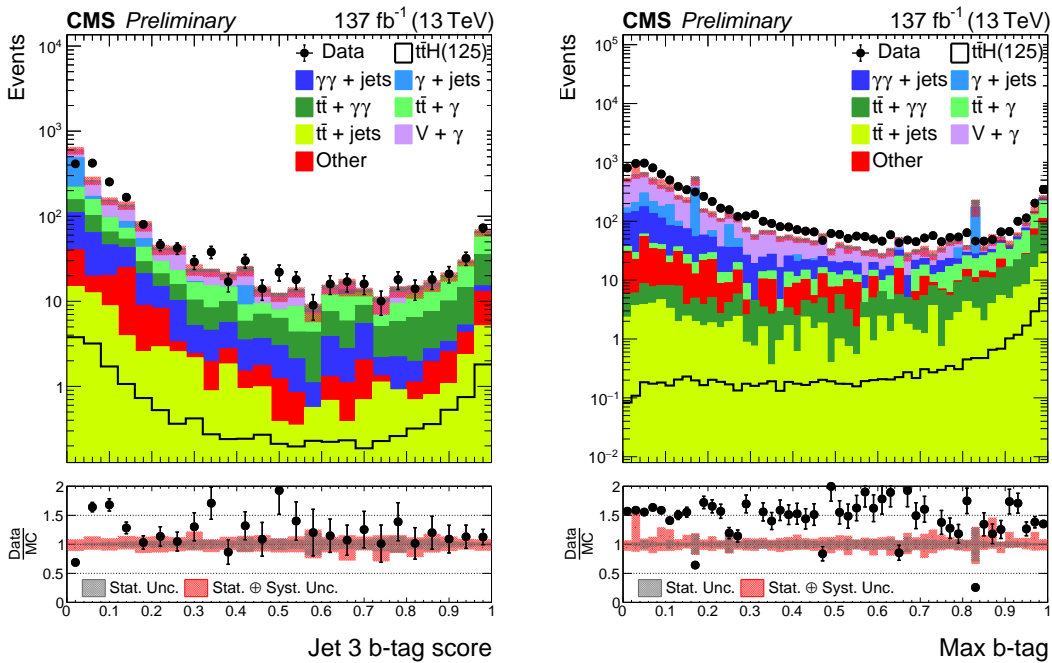 CMS Preliminary 137 fb⁻¹ (13 TeV)
Events
10⁴
10³
10²
10
1
Data tt̄H(125)
γγ + jets γ + jets
tt̄ + γγ tt̄ + γ
tt̄ + jets V + γ
Other
Data
MC
2
1.5
1
0.5
0
Stat. Unc. Stat. ⊕ Syst. Unc.
0 0.1 0.2 0.3 0.4 0.5 0.6 0.7 0.8 0.9 1
Jet 3 b-tag score
CMS Preliminary 137 fb⁻¹ (13 TeV)
Events
10⁵
10⁴
10³
10²
10
1
10⁻¹
10⁻²
Data tt̄H(125)
γγ + jets γ + jets
tt̄ + γγ tt̄ + γ
tt̄ + jets V + γ
Other
Data
MC
2
1.5
1
0.5
0
Stat. Unc. Stat. ⊕ Syst. Unc.
0 0.1 0.2 0.3 0.4 0.5 0.6 0.7 0.8 0.9 1
Max b-tag